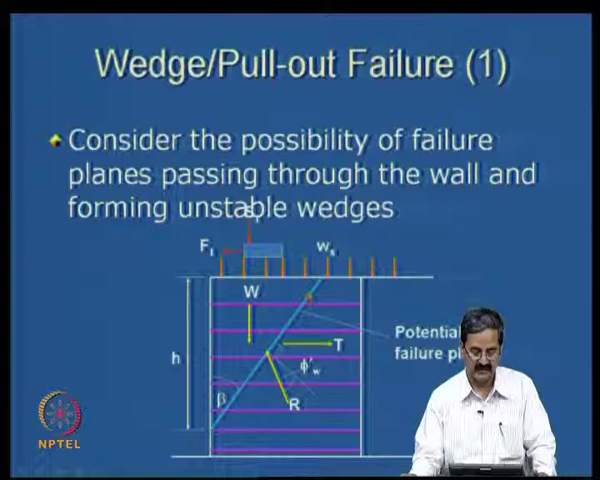 Wedge/Pull-out Failure (1)
Consider the possibility of failure
planes passing through the wall and
forming unstable wedges
F
w
W
Potential
failure
h
T
ϕ'w
β
R
NPTEL